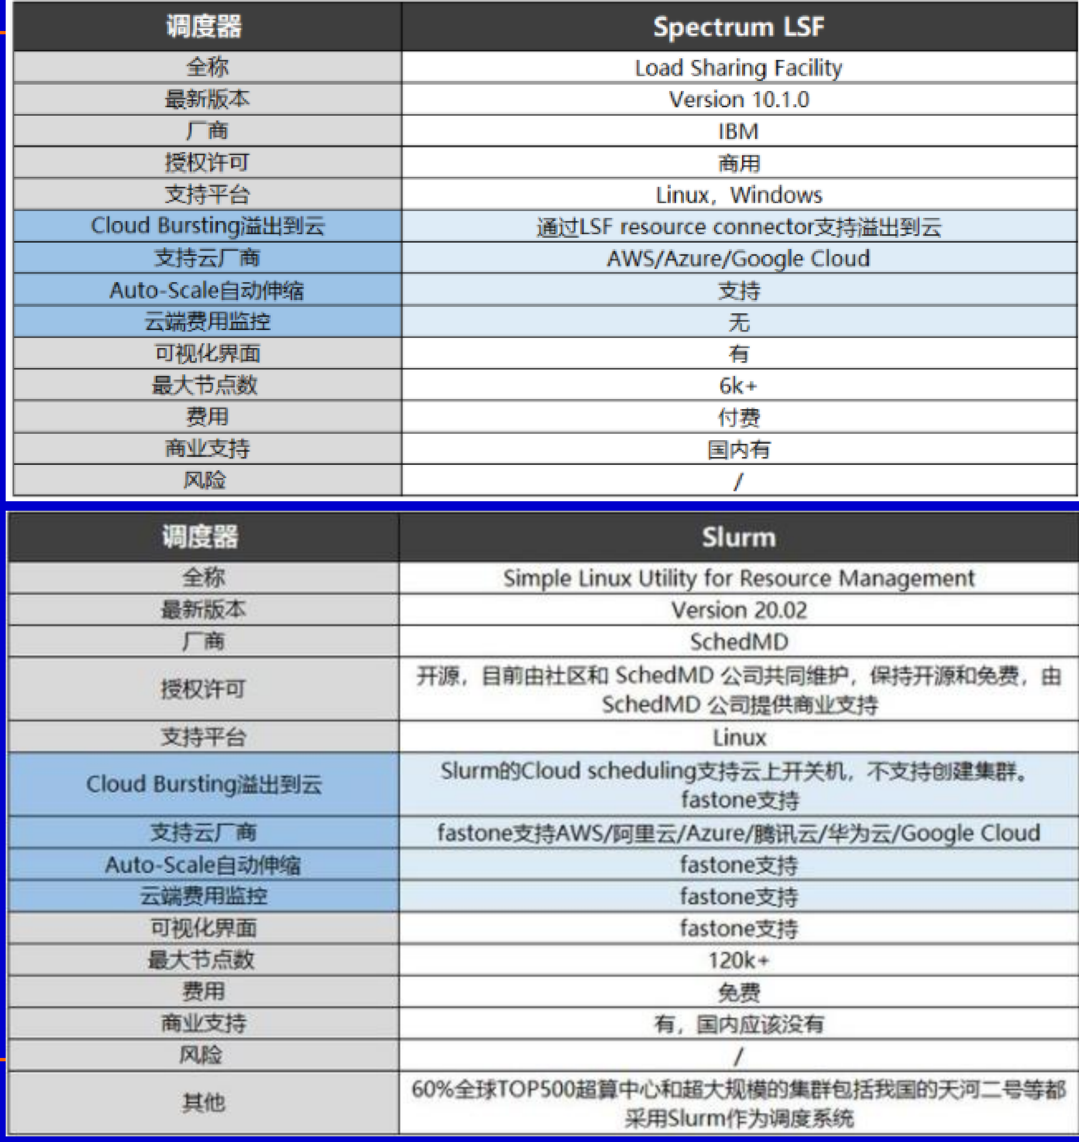 调度器 Spectrum LSF
全称 Load Sharing Facility
最新版本 Version 10.1.0
厂商 IBM
授权许可 商用
支持平台 Linux，Windows
Cloud Bursting溢出到云 通过LSF resource connector支持溢出到云
支持云厂商 AWS/Azure/Google Cloud
Auto-Scale自动伸缩 支持
云端费用监控 无
可视化界面 有
最大节点数 6k+
费用 付费
商业支持 国内有
风险 /
调度器 Slurm
全称 Simple Linux Utility for Resource Management
最新版本 Version 20.02
厂商 SchedMD
授权许可 开源，目前由社区和 SchedMD 公司共同维护，保持开源和免费，由
SchedMD 公司提供商业支持
支持平台 Linux
Cloud Bursting溢出到云 Slurm的Cloud scheduling支持云上开关机，不支持创建集群。
fastone支持
支持云厂商 fastone支持AWS/阿里云/Azure/腾讯云/华为云/Google Cloud
Auto-Scale自动伸缩 fastone支持
云端费用监控 fastone支持
可视化界面 fastone支持
最大节点数 120k+
费用 免费
商业支持 有，国内应该没有
风险 /
其他 60%全球TOP500超算中心和超大规模的集群包括我国的天河二号等都
采用Slurm作为调度系统